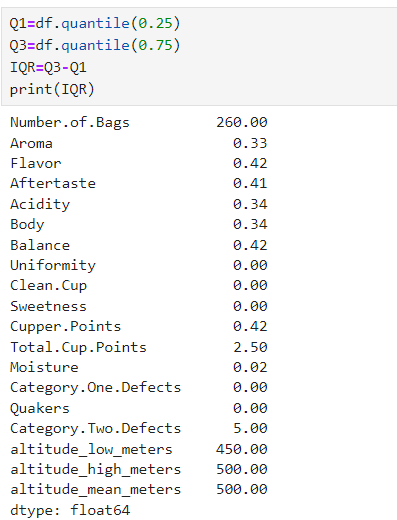 Q1=df.quantile(0.25)
Q3=df.quantile(0.75)
IQR=Q3-Q1
print(IQR)
Number.of.Bags 260.00
Aroma 0.33
Flavor 0.42
Aftertaste 0.41
Acidity 0.34
Body 0.34
Balance 0.42
Uniformity 0.00
Clean.Cup 0.00
Sweetness 0.00
Cupper.Points 0.42
Total.Cup.Points 2.50
Moisture 0.02
Category.One.Defects 0.00
Quakers 0.00
Category.Two.Defects 5.00
altitude_low_meters 450.00
altitude_high_meters 500.00
altitude_mean_meters 500.00
dtype: float64